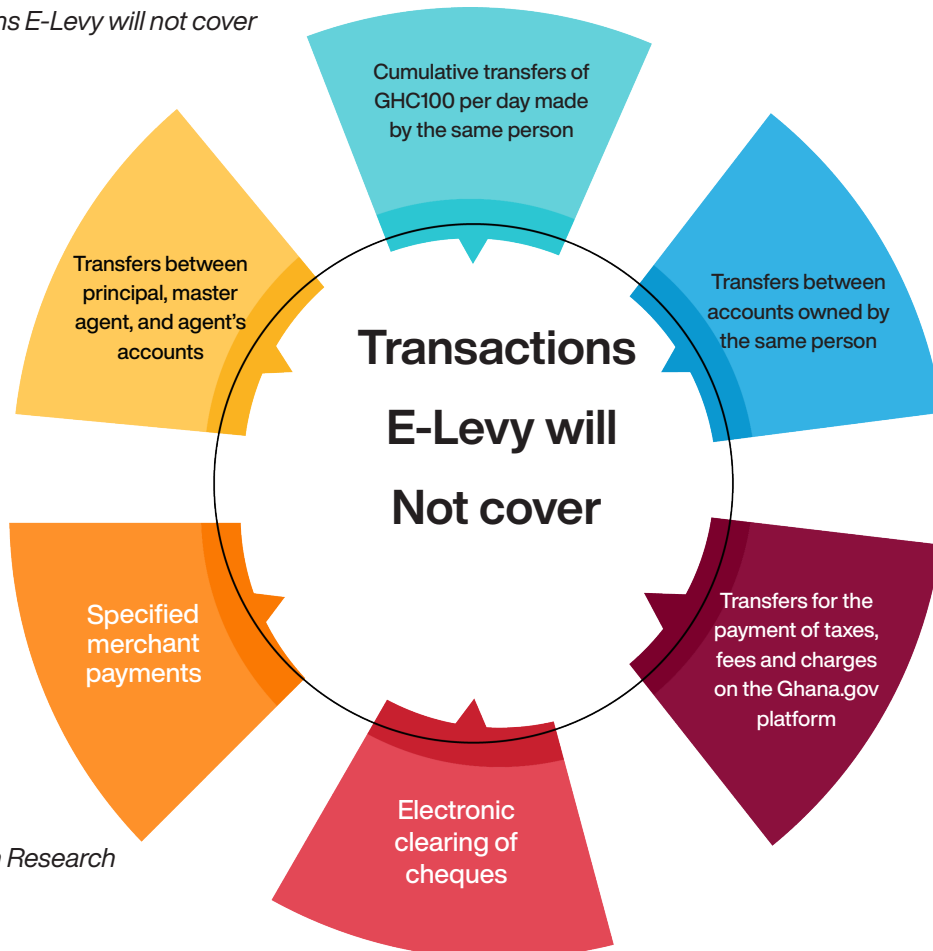 ns E-Levy will not cover
Cumulative transfers of
GHC100 per day made
by the same person
Transfers between
accounts owned by
the same person
Transfers for the
payment of taxes,
fees and charges
on the Ghana.gov
platform
Electronic
clearing of
cheques
Specified
merchant
payments
Transfers between
principal, master
agent, and agent's
accounts
Transactions
E-Levy will
Not cover
Research